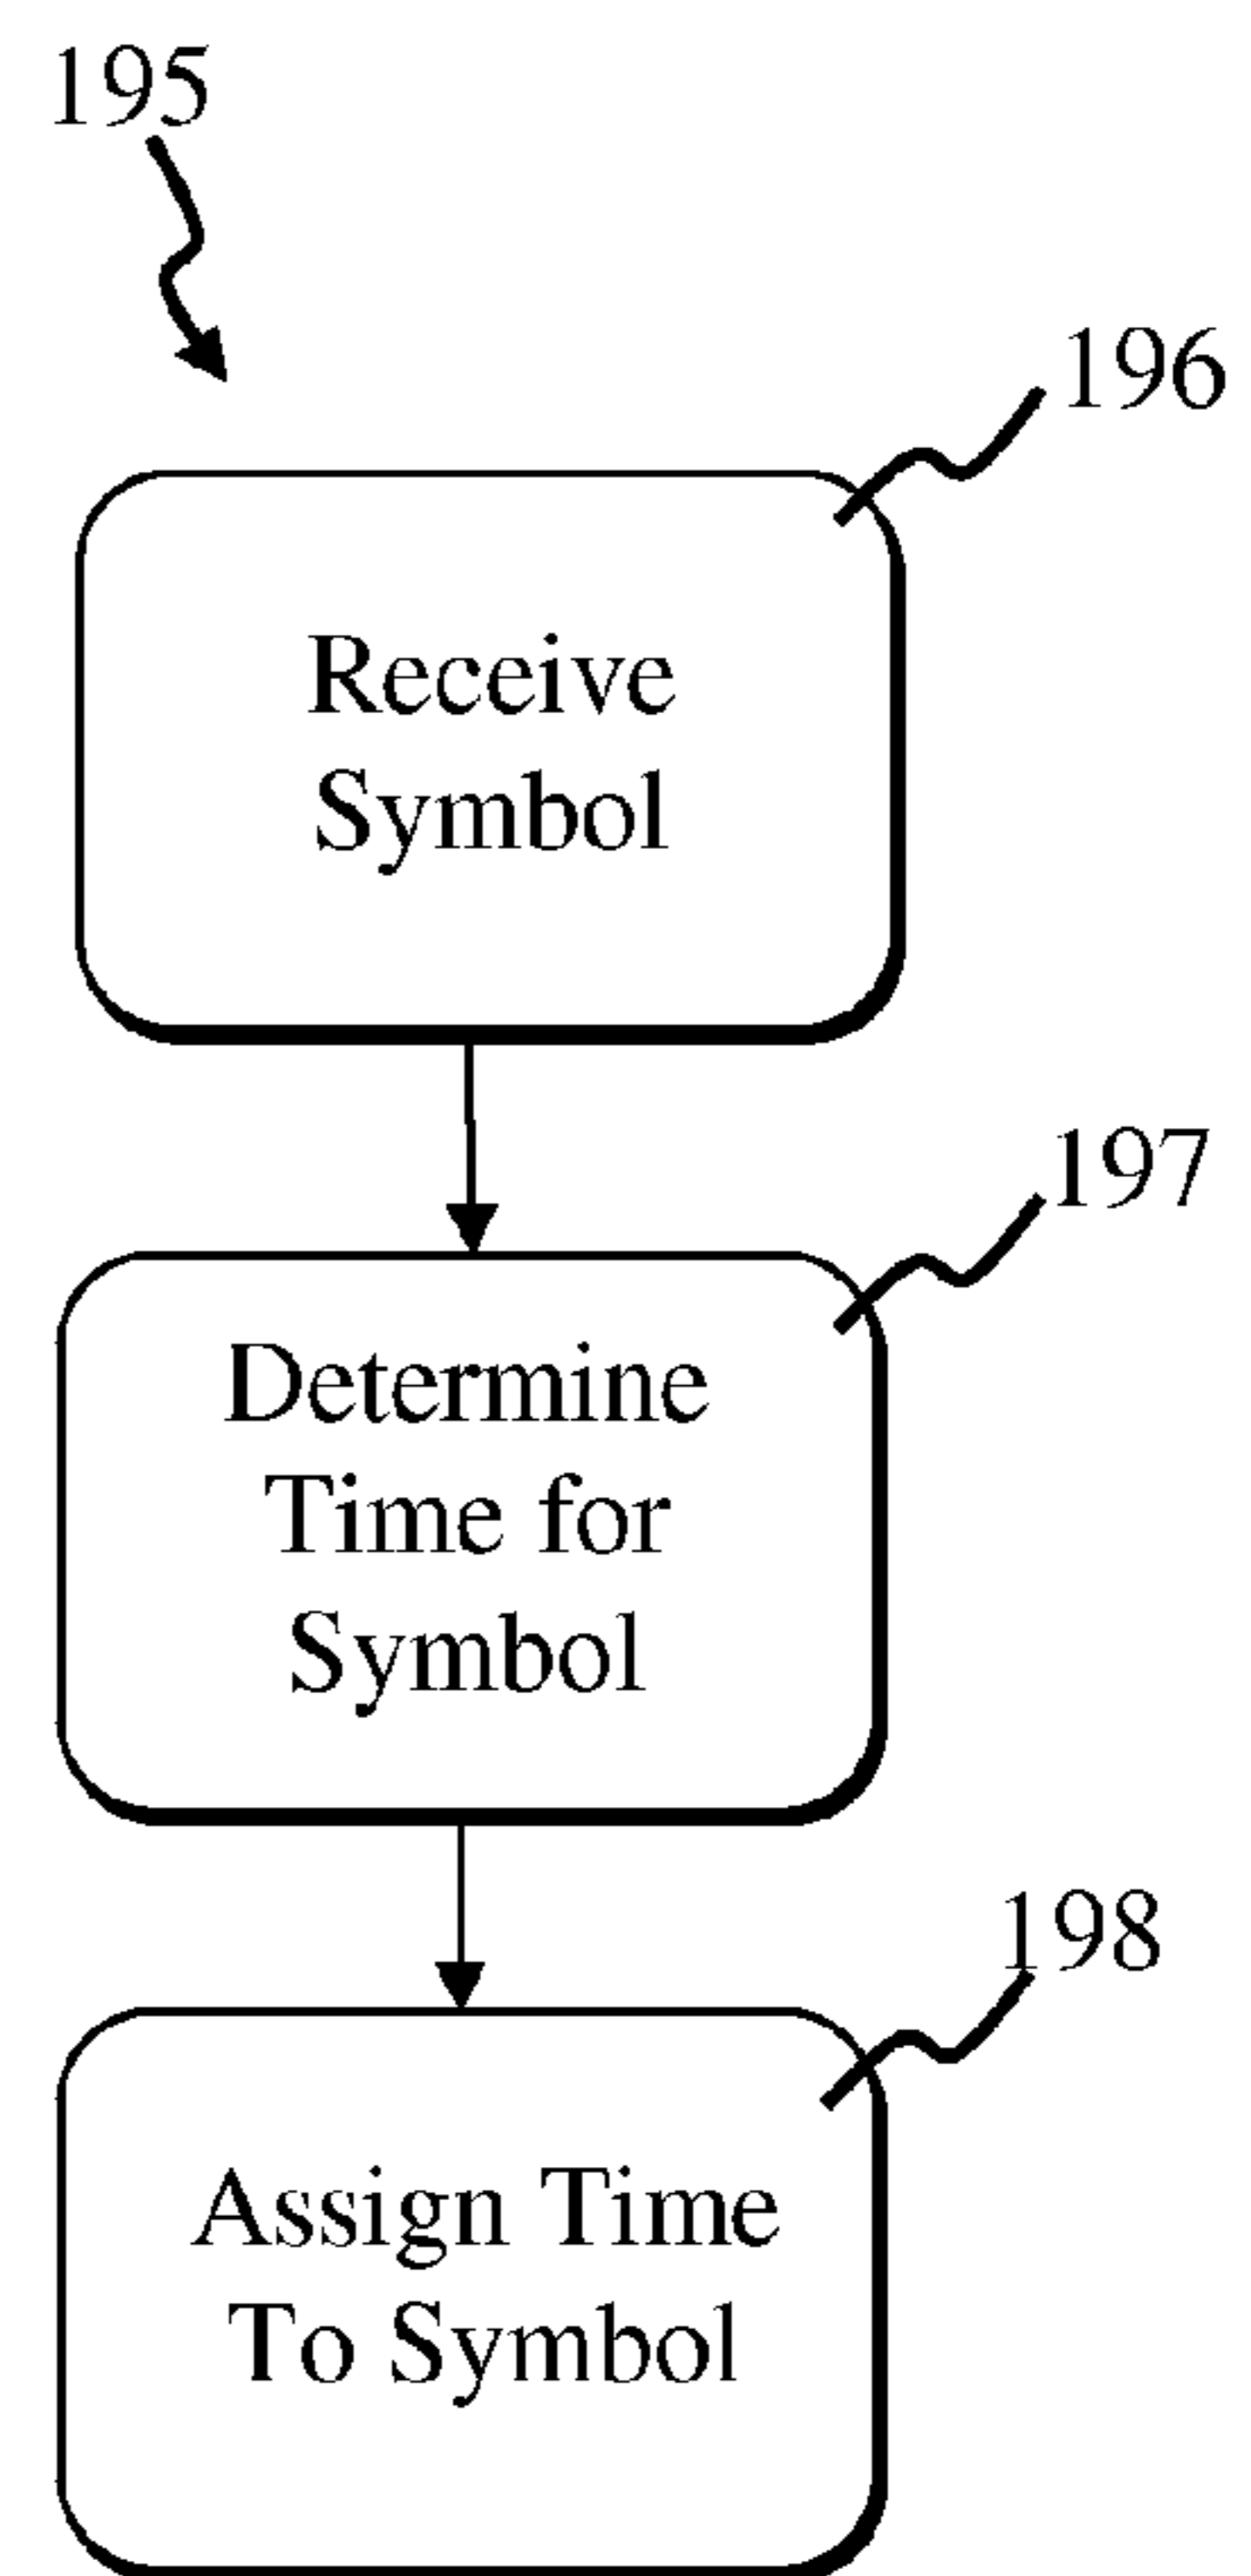 195
196
Receive
Symbol
197
Determine
Time for
Symbol
198
Assign Time
To Symbol